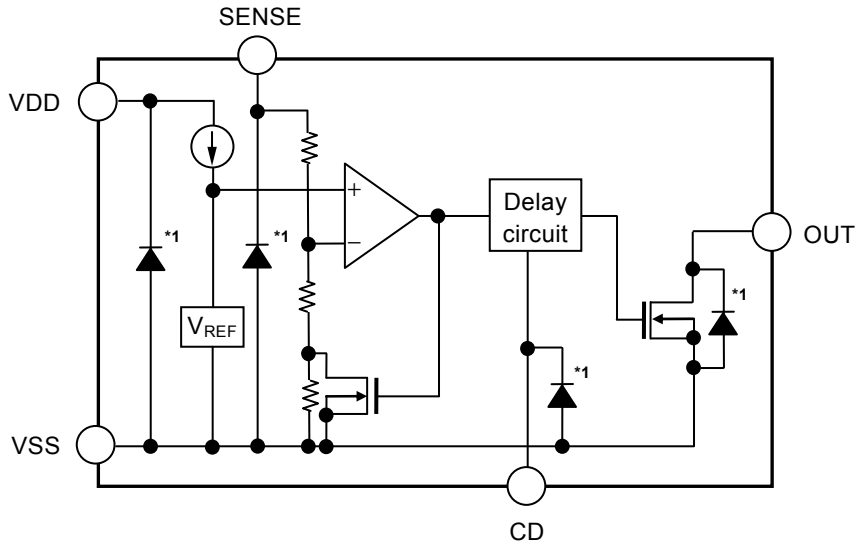 SENSE
VDD
*1
*1
+
−
Delay
circuit
OUT
*1
VREF
*1
VSS
CD